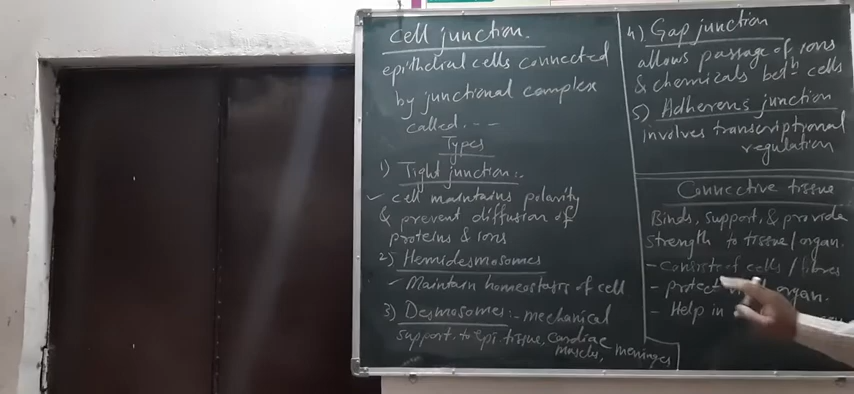 Cell junction.
epithelial cells connected
by junctional complex
called. - -
Types
1) Tight junction:-
✓ cell maintains polarity
& prevent diffusion of
proteins & ions
2) Hemidesmosomes
- Maintain homeostasis of cell
3) Desmosomes:- mechanical
support to epi. tissue, cardiac
muscles, meninges
4) Gap junction
allows passage of ions
& chemicals betn cells
5) Adherens junction
involves transcriptional
regulation
Connective tissue
Binds, support, & provide
strength to tissue/organ.
- Consist of cells/fibres
- protect organ.
- Help in